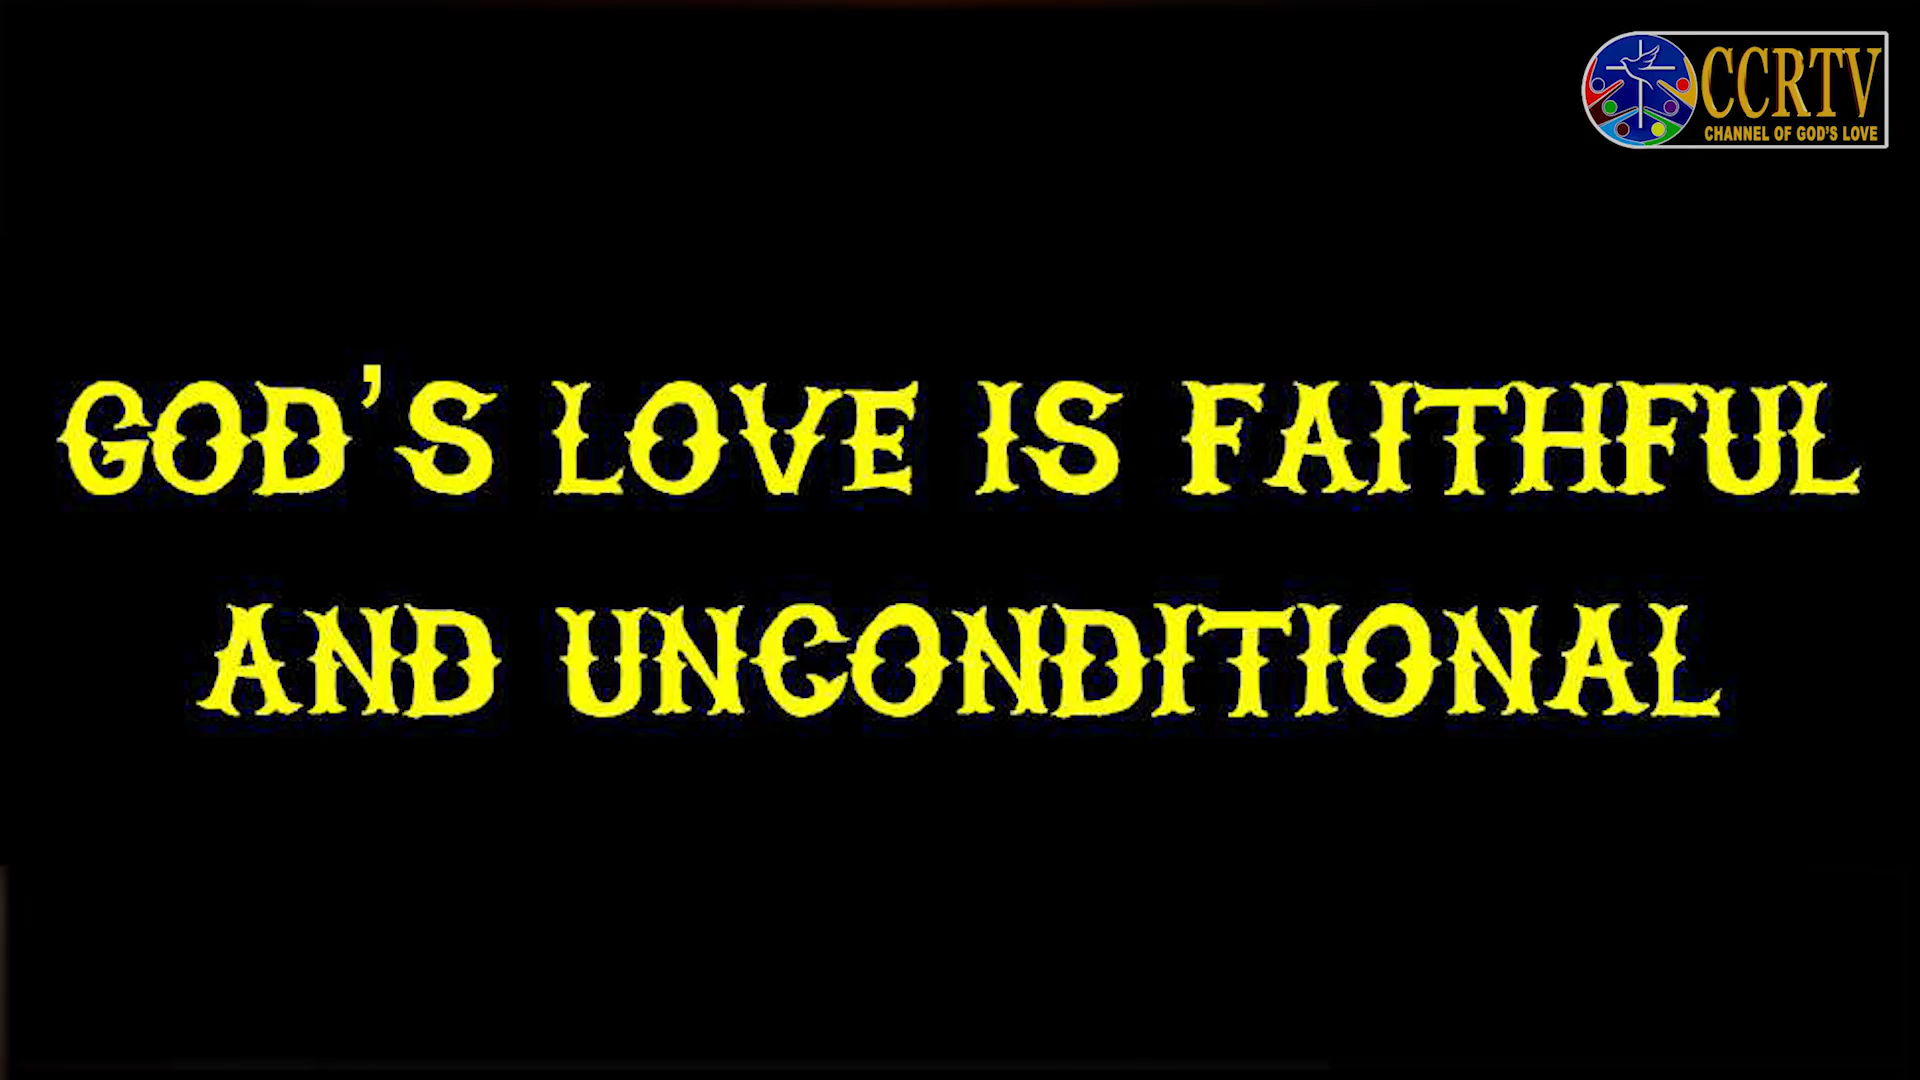 CCRTV
CHANNEL OF GOD'S LOVE
GOD'S LOVE IS FAITHFUL
AND UNCONDITIONAL